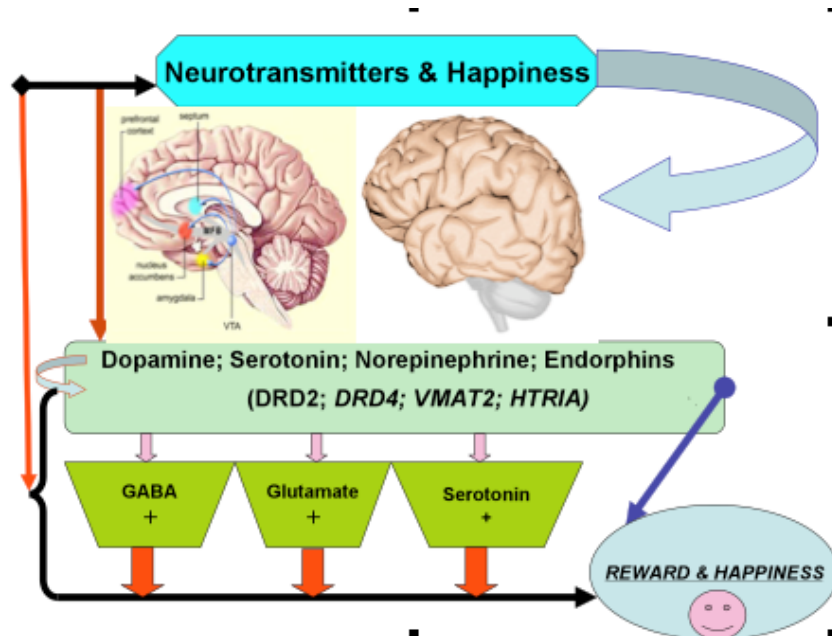 Neurotransmitters & Happiness
prefrontal
cortex
septum
MFB
nucleus
accumbens
amygdala
VTA
Dopamine; Serotonin; Norepinephrine; Endorphins
(DRD2; DRD4; VMAT2; HTRIA)
GABA
+
Glutamate
+
Serotonin
+
REWARD & HAPPINESS